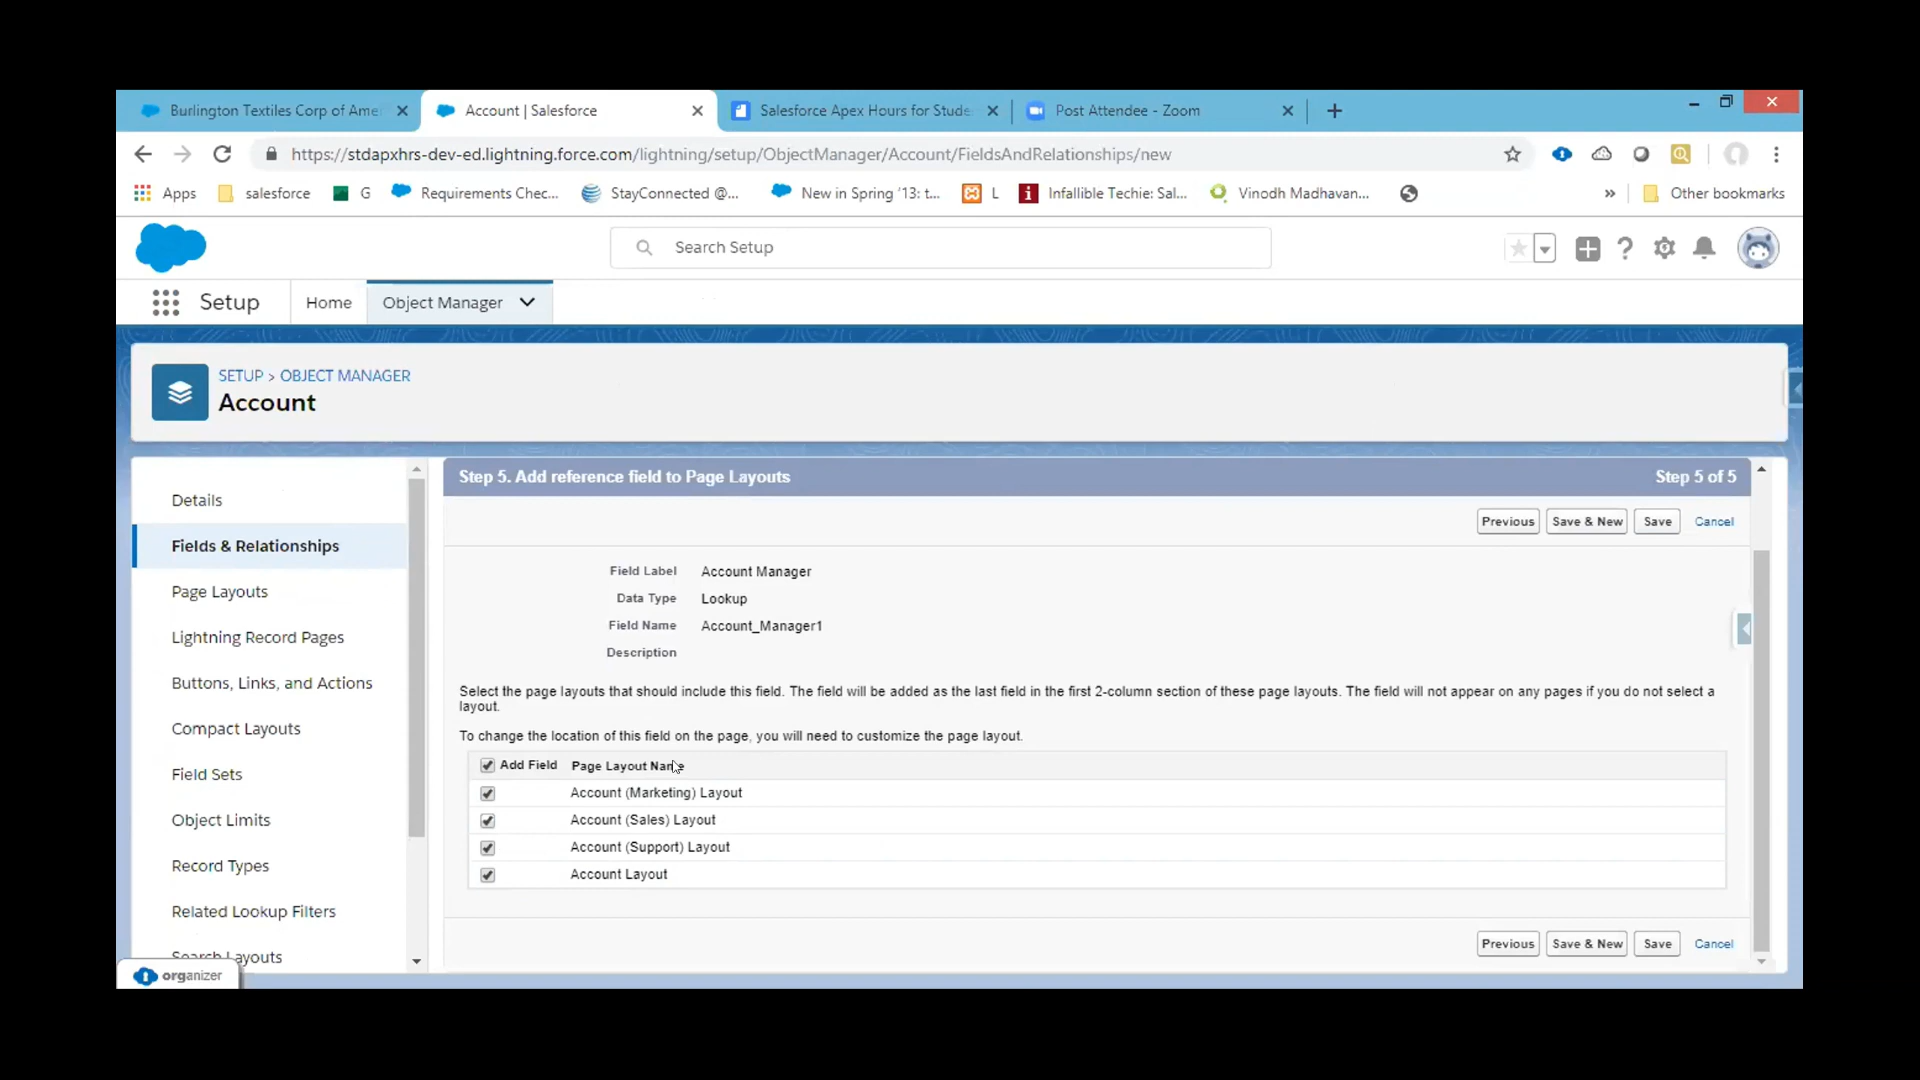 Burlington Textiles Corp of Ame
Account | Salesforce
Salesforce Apex Hours for Stude
Post Attendee - Zoom
https://stdapxhrs-dev-ed.lightning.force.com/lightning/setup/ObjectManager/Account/FieldsAndRelationships/new
Apps
salesforce
G
Requirements Chec...
StayConnected @...
New in Spring '13: t...
L
Infallible Techie: Sal...
Vinodh Madhavan...
»
Other bookmarks
Search Setup
Setup
Home
Object Manager
SETUP > OBJECT MANAGER
Account
Details
Fields & Relationships
Page Layouts
Lightning Record Pages
Buttons, Links, and Actions
Compact Layouts
Field Sets
Object Limits
Record Types
Related Lookup Filters
Search Layouts
organizer
Step 5. Add reference field to Page Layouts
Step 5 of 5
Previous
Save & New
Save
Cancel
Field Label Account Manager
Data Type Lookup
Field Name Account_Manager1
Description
Select the page layouts that should include this field. The field will be added as the last field in the first 2-column section of these page layouts. The field will not appear on any pages if you do not select a
layout.
To change the location of this field on the page, you will need to customize the page layout.
Add Field Page Layout Name
Account (Marketing) Layout
Account (Sales) Layout
Account (Support) Layout
Account Layout
Previous
Save & New
Save
Cancel